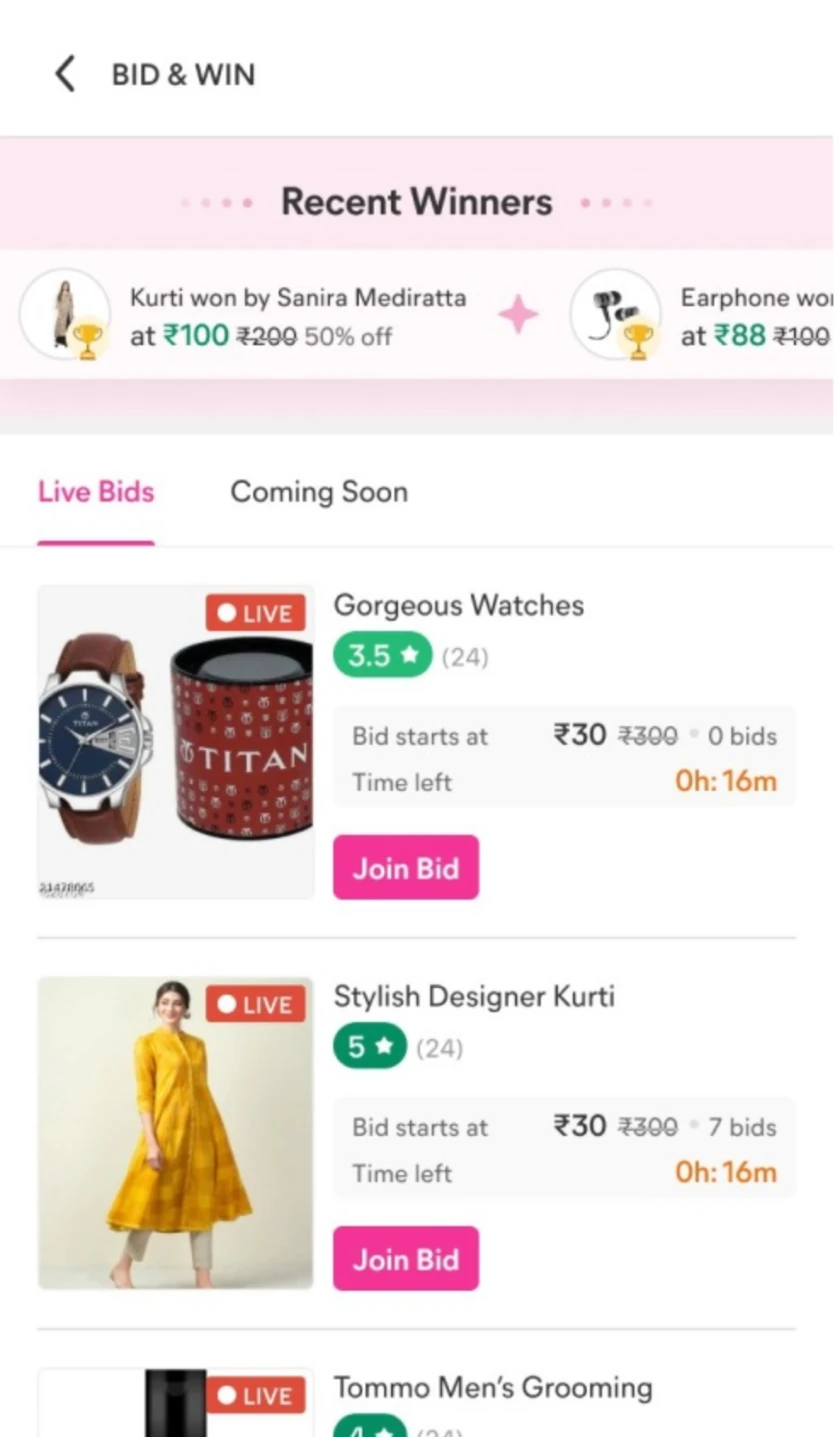 BID & WIN
Recent Winners
Kurti won by Sanira Mediratta
at ₹100 ₹200 50% off
Earphone
at ₹88 ₹100
Live Bids
Coming Soon
LIVE
Gorgeous Watches
3.5 ★ (24)
TITAN
TITAN
Bid starts at ₹30 ₹300 • 0 bids
Time left 0h: 16m
Join Bid
LIVE
Stylish Designer Kurti
5 ★ (24)
Bid starts at ₹30 ₹300 • 7 bids
Time left 0h: 16m
Join Bid
LIVE
Tommo Men's Grooming